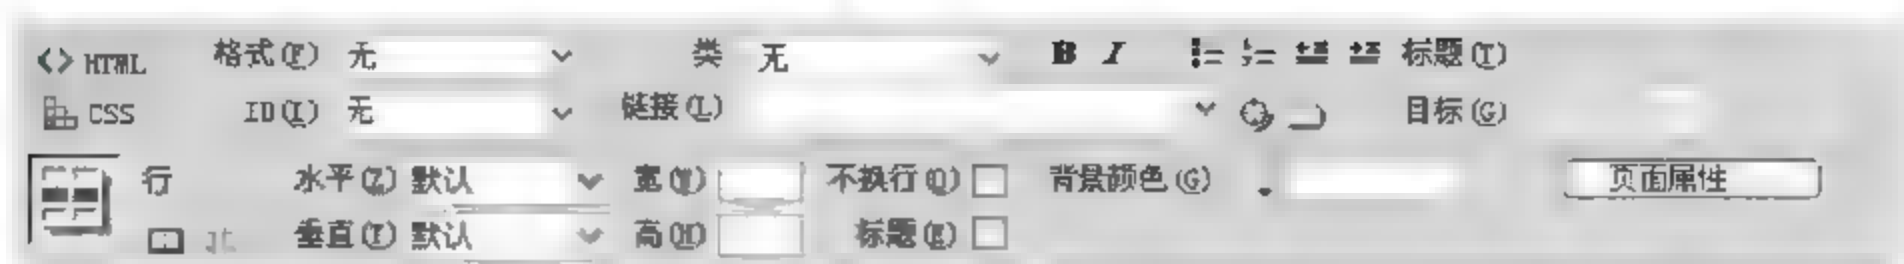 <> HTML 格式(F) 无 类 无 B I 标题(T)
CSS ID(I) 无 链接(L) 目标(G)
行 水平(Z) 默认 宽(W) 不换行(O) 背景颜色(G) 页面属性
垂直(T) 默认 高(H) 标题(E)